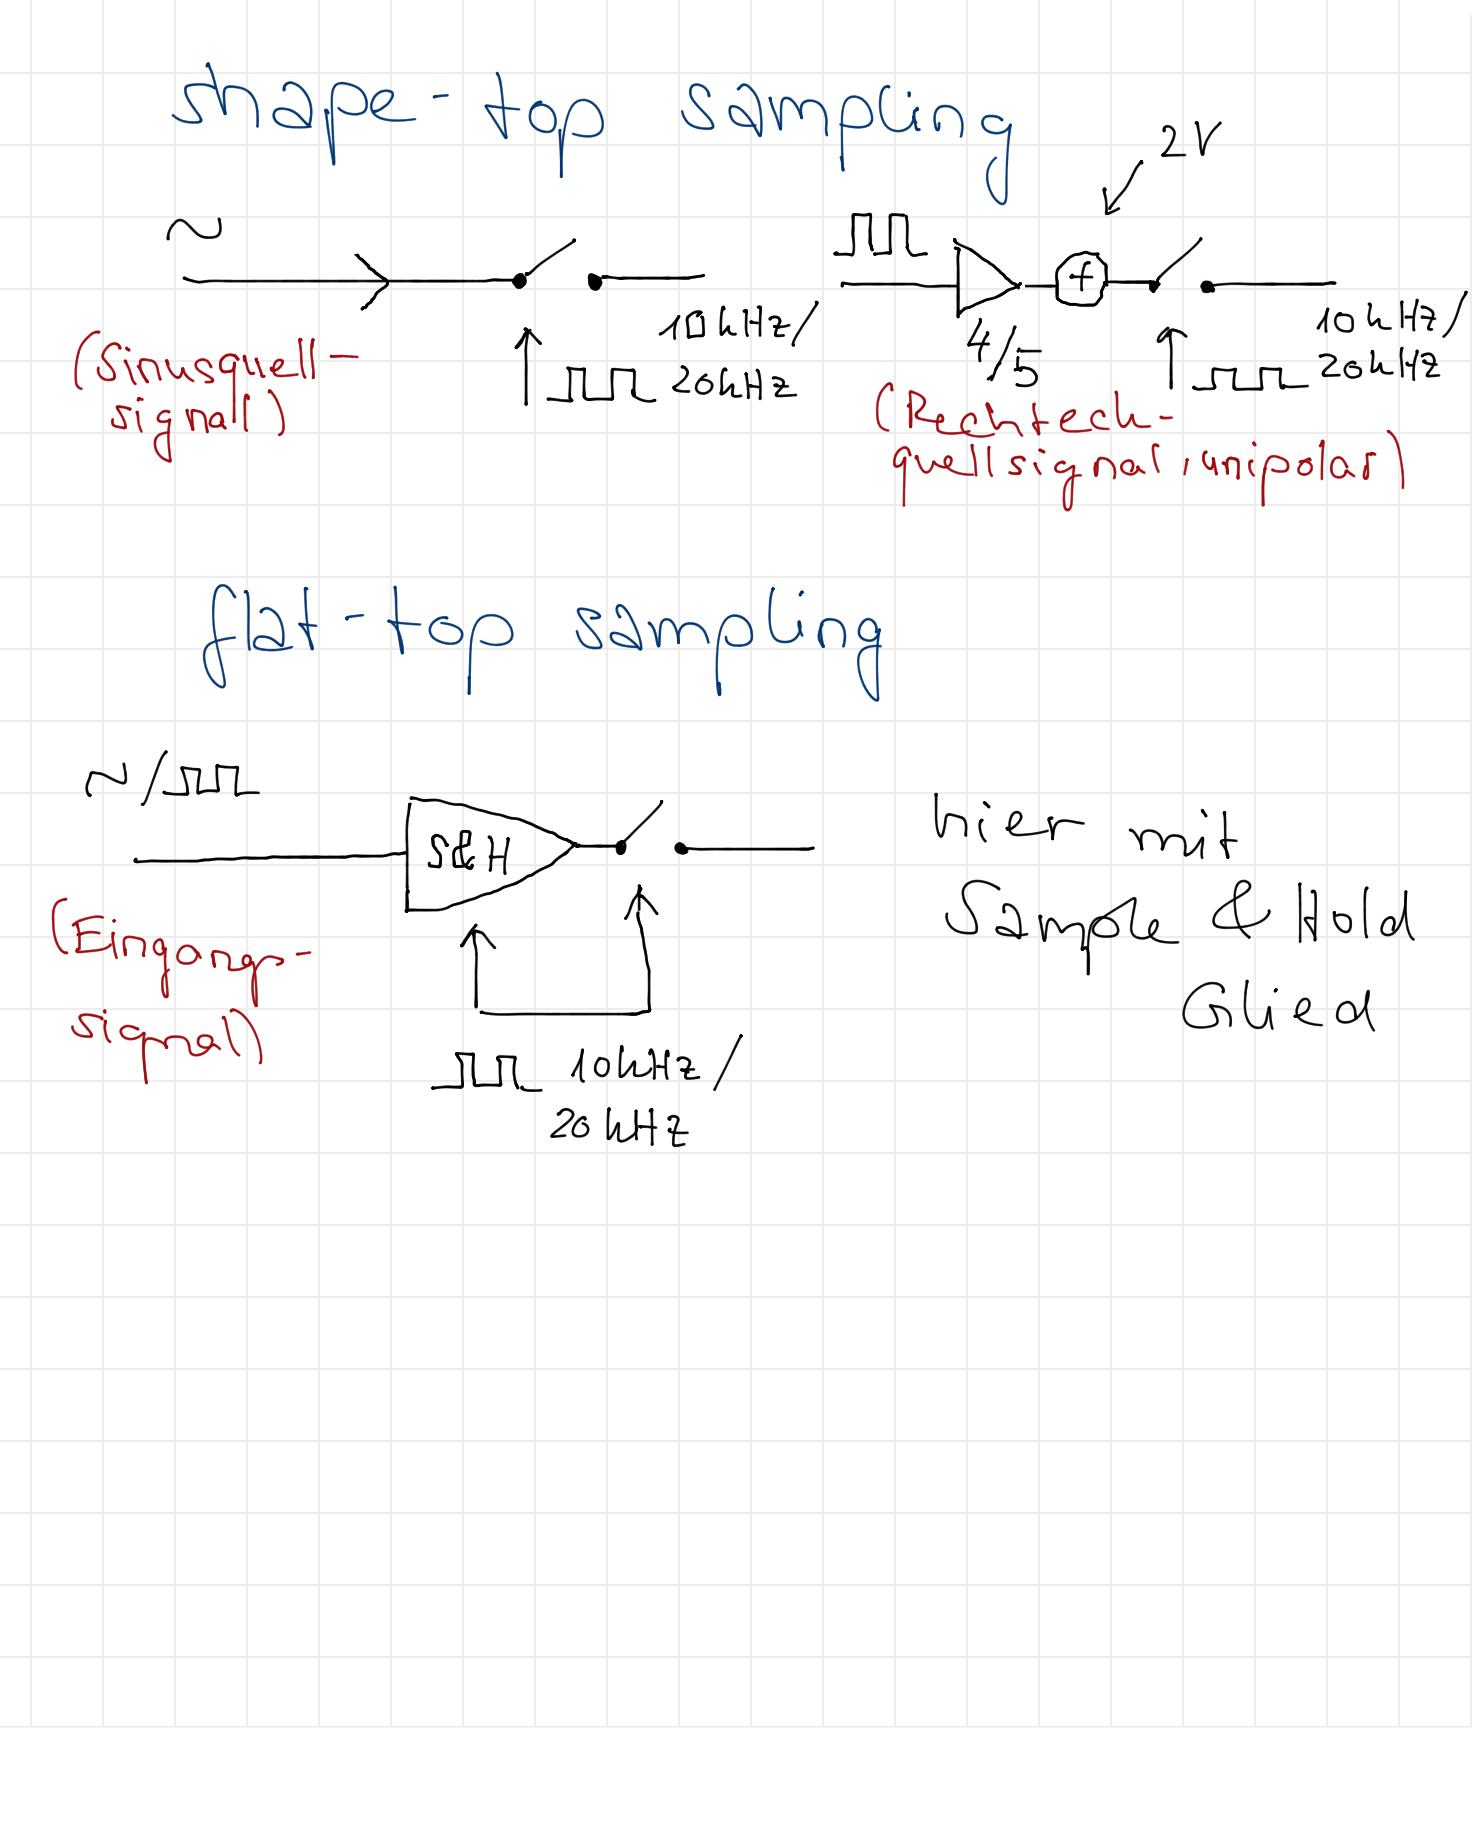 shape-top sampling
2V
10kHz/
20kHz
(Sinusquell-
signal)
4/5
10kHz/
20kHz
(Rechteck-
quellsignal, unipolar)
flat-top sampling
S&H
(Eingangs-
signal)
10kHz/
20kHz
hier mit
Sample & Hold
Glied